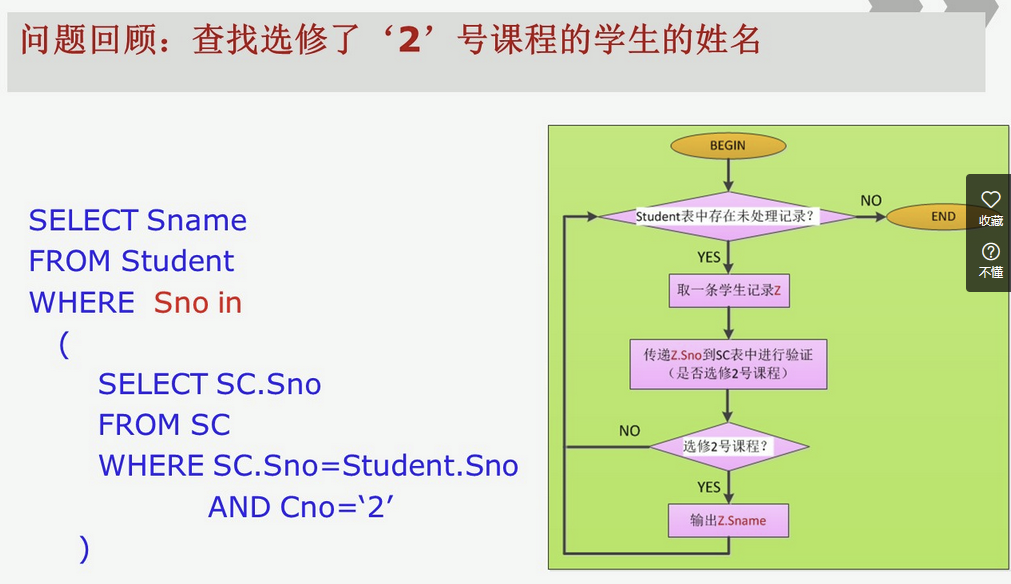 问题回顾：查找选修了‘2’号课程的学生的姓名
SELECT Sname
FROM Student
WHERE Sno in
(
SELECT SC.Sno
FROM SC
WHERE SC.Sno=Student.Sno
AND Cno=‘2’
)
BEGIN
Student表中存在未处理记录？
NO
END
YES
取一条学生记录Z
传递Z.Sno到SC表中进行验证
（是否选修2号课程）
NO
选修2号课程？
YES
输出Z.Sname
收藏
不懂